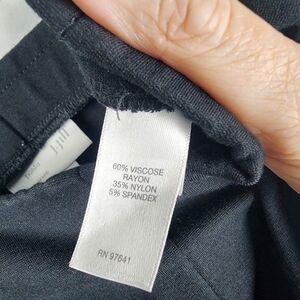 60% VISCOSE
RAYON
35% NYLON
5% SPANDEX
RN 97641